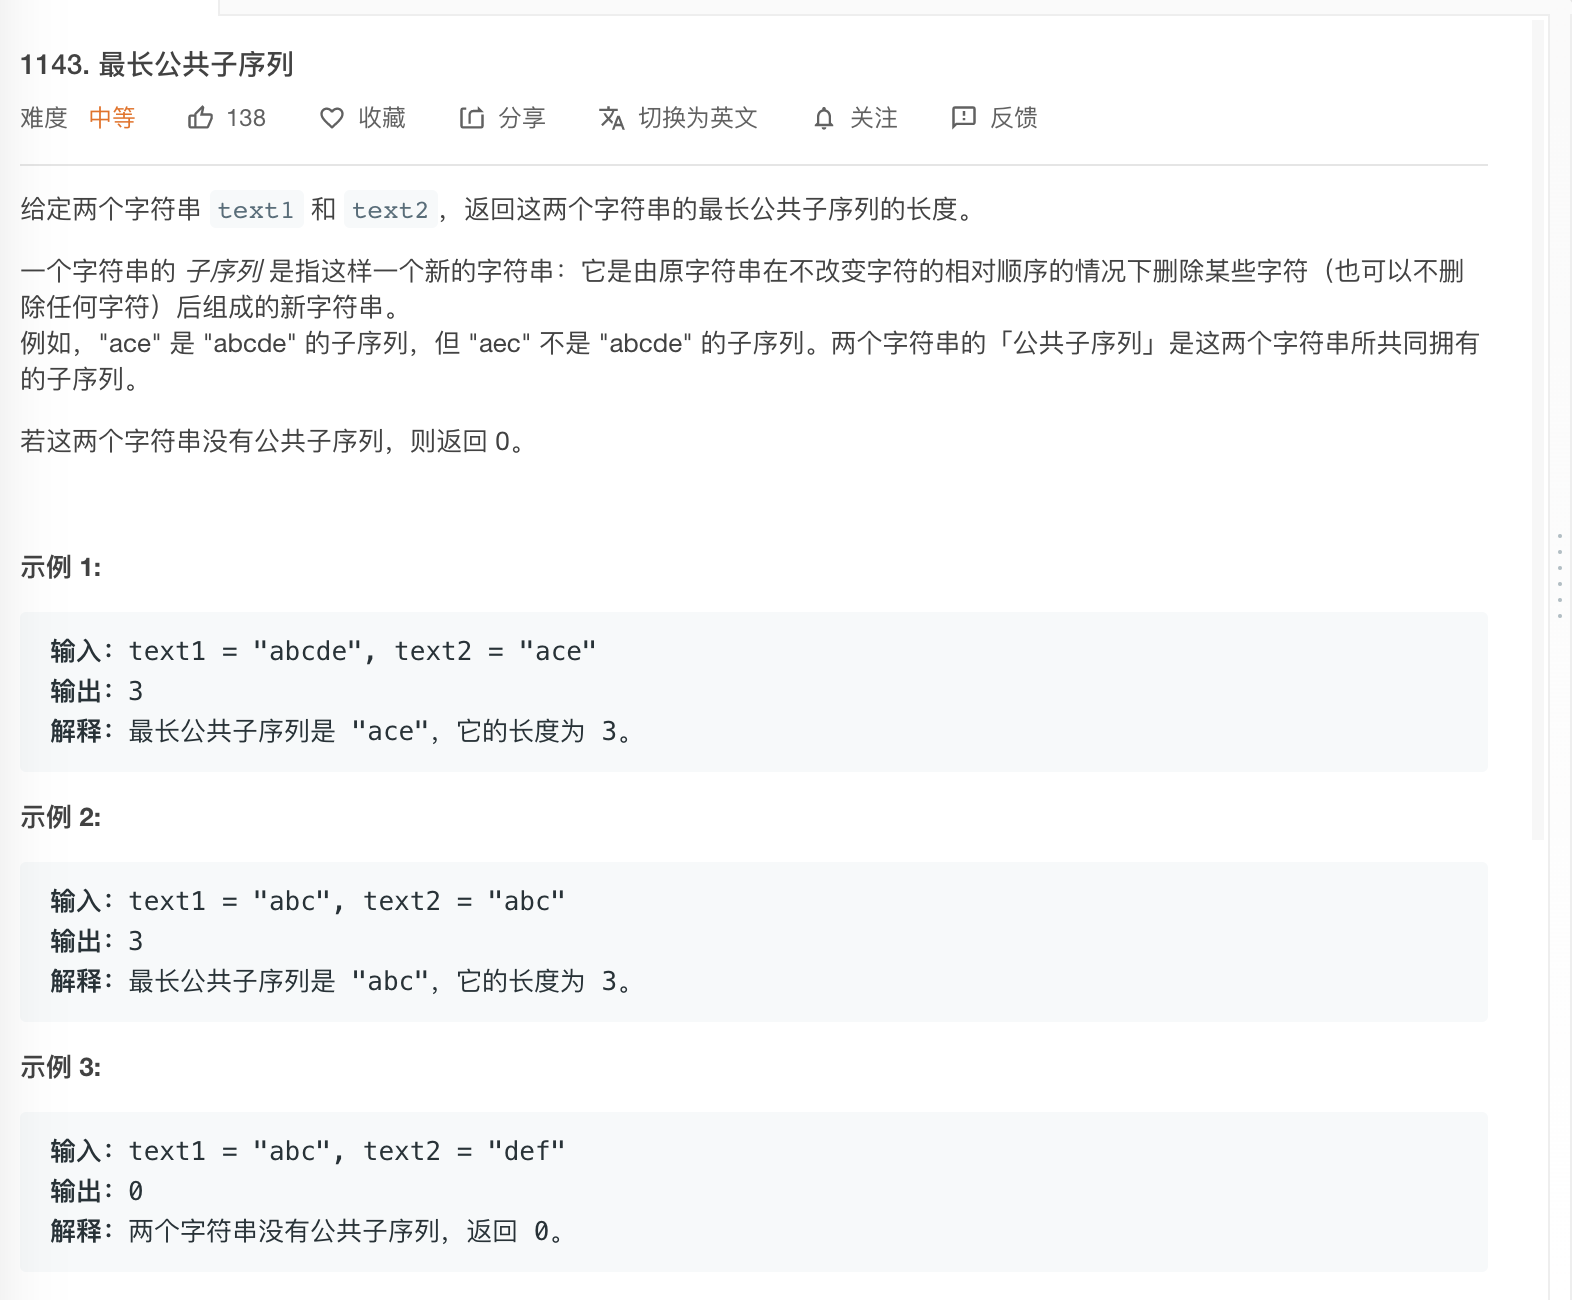 1143. 最长公共子序列
难度 中等 138 收藏 分享 切换为英文 关注 反馈
给定两个字符串 text1 和 text2，返回这两个字符串的最长公共子序列的长度。
一个字符串的 子序列 是指这样一个新的字符串：它是由原字符串在不改变字符的相对顺序的情况下删除某些字符（也可以不删
除任何字符）后组成的新字符串。
例如，"ace" 是 "abcde" 的子序列，但 "aec" 不是 "abcde" 的子序列。两个字符串的「公共子序列」是这两个字符串所共同拥有
的子序列。
若这两个字符串没有公共子序列，则返回 0。
示例 1:
输入：text1 = "abcde", text2 = "ace"
输出：3
解释：最长公共子序列是 "ace"，它的长度为 3。
示例 2:
输入：text1 = "abc", text2 = "abc"
输出：3
解释：最长公共子序列是 "abc"，它的长度为 3。
示例 3:
输入：text1 = "abc", text2 = "def"
输出：0
解释：两个字符串没有公共子序列，返回 0。